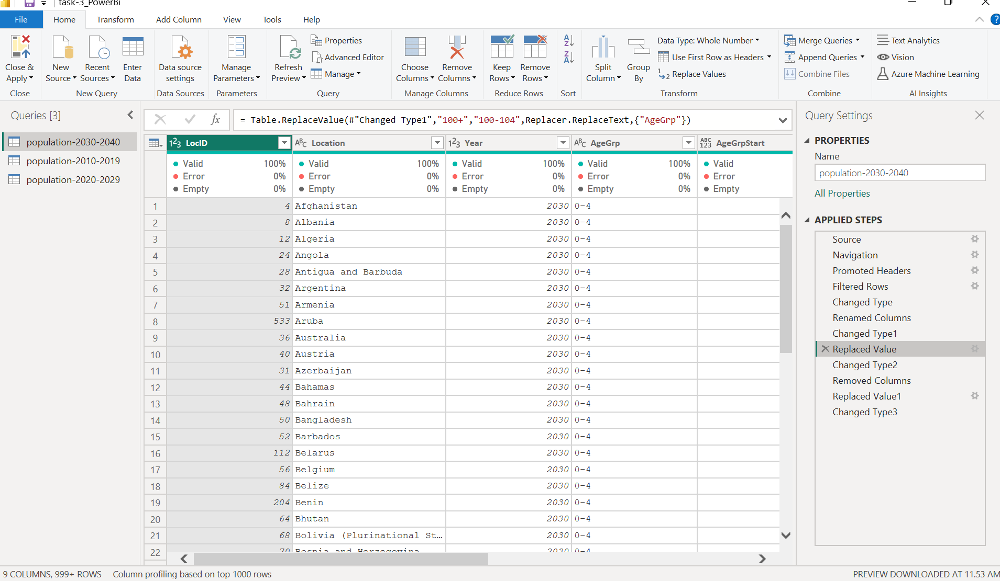 task-3_PowerBi
File Home Transform Add Column View Tools Help
Close & Apply
New Source
Recent Sources
Enter Data
Data source settings
Manage Parameters
Refresh Preview
Properties
Advanced Editor
Manage
Choose Columns
Remove Columns
Keep Rows
Remove Rows
A Z
Z A
Split Column
Group By
Data Type: Whole Number
Use First Row as Headers
1 2 Replace Values
Merge Queries
Append Queries
Combine Files
Text Analytics
Vision
Azure Machine Learning
?
Close New Query Data Sources Parameters Query Manage Columns Reduce Rows Sort Transform Combine AI Insights
Queries [3]
population-2030-2040
population-2010-2019
population-2020-2029
fx = Table.ReplaceValue(#"Changed Type1","100+","100-104",Replacer.ReplaceText,{"AgeGrp"})
123 LocID ABC Location 123 Year ABC AgeGrp ABC 123 AgeGrpStart
Valid 100% Valid 100% Valid 100% Valid 100% Valid
Error 0% Error 0% Error 0% Error 0% Error
Empty 0% Empty 0% Empty 0% Empty 0% Empty
1 4 Afghanistan 2030 0-4
2 8 Albania 2030 0-4
3 12 Algeria 2030 0-4
4 24 Angola 2030 0-4
5 28 Antigua and Barbuda 2030 0-4
6 32 Argentina 2030 0-4
7 51 Armenia 2030 0-4
8 533 Aruba 2030 0-4
9 36 Australia 2030 0-4
10 40 Austria 2030 0-4
11 31 Azerbaijan 2030 0-4
12 44 Bahamas 2030 0-4
13 48 Bahrain 2030 0-4
14 50 Bangladesh 2030 0-4
15 52 Barbados 2030 0-4
16 112 Belarus 2030 0-4
17 56 Belgium 2030 0-4
18 84 Belize 2030 0-4
19 204 Benin 2030 0-4
20 64 Bhutan 2030 0-4
21 68 Bolivia (Plurinational St... 2030 0-4
22 70 Bosnia and Herzegovina 2030 0-4
Query Settings
PROPERTIES
Name
population-2030-2040
All Properties
APPLIED STEPS
Source
Navigation
Promoted Headers
Filtered Rows
Changed Type
Renamed Columns
Changed Type1
Replaced Value
Changed Type2
Removed Columns
Replaced Value1
Changed Type3
9 COLUMNS, 999+ ROWS Column profiling based on top 1000 rows
PREVIEW DOWNLOADED AT 11.53 AM